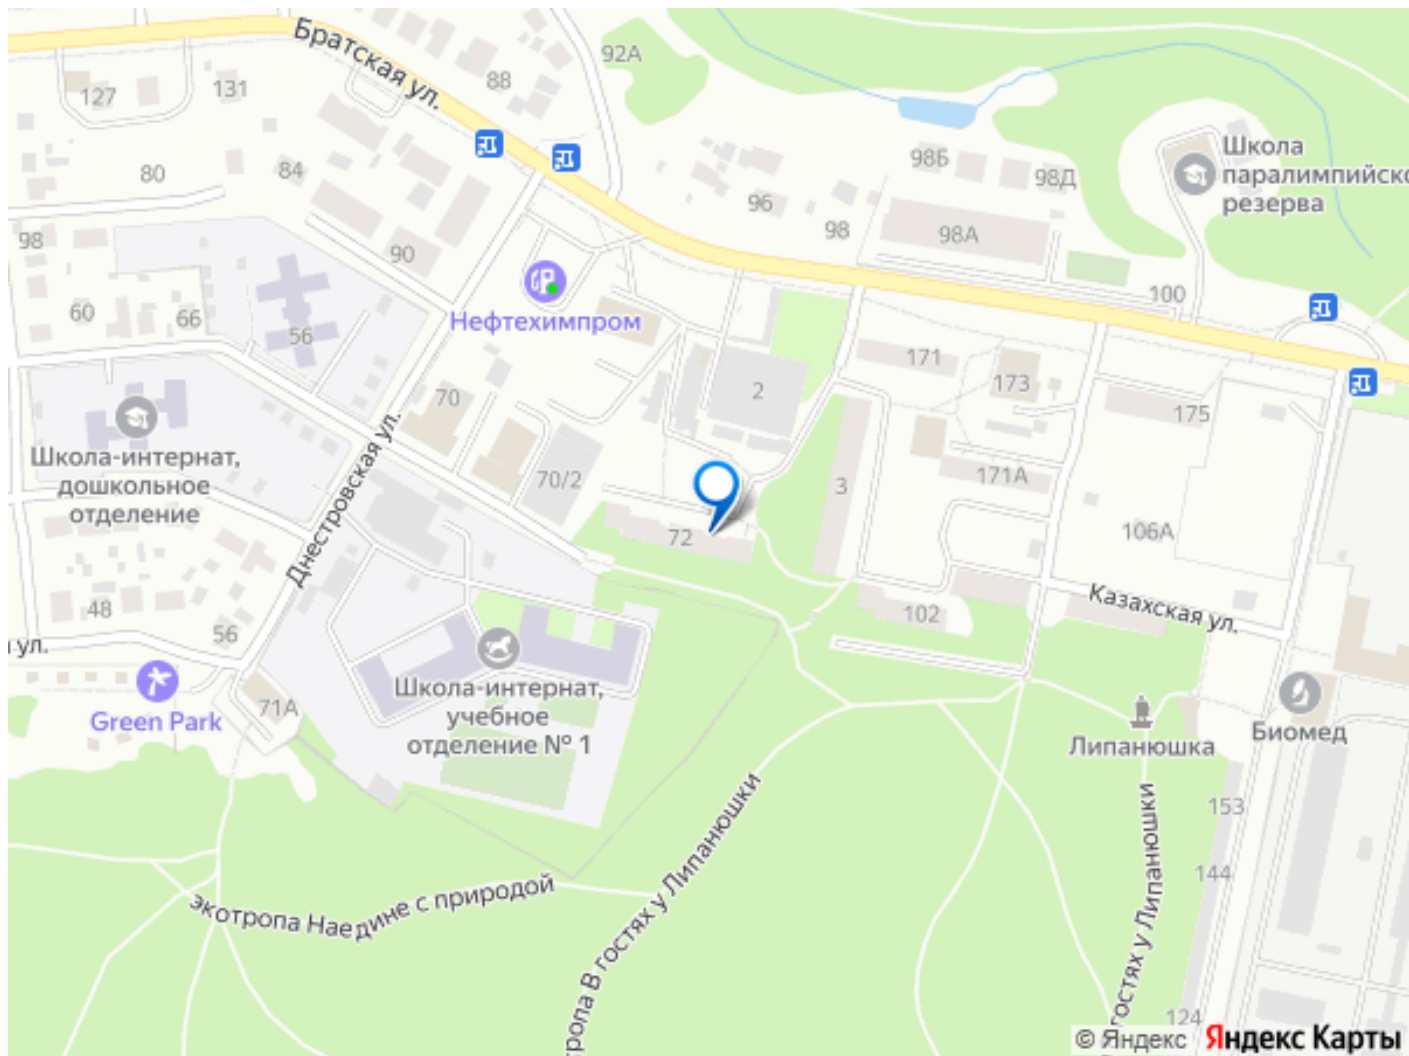 Братская ул.
92А
88
127
131
80
84
98
90
60
66
56
Нефтехимпром
96
98
98Б
98Д
98А
100
Школа
паралимпийско
резерва
171
173
175
171А
106А
2
3
70
70/2
72
102
Школа-интернат,
дошкольное
отделение
Днестровская ул.
48
56
ул.
Green Park
71А
Школа-интернат,
учебное
отделение № 1
Казахская ул.
Липанюшка
Биомед
153
144
124
экотропа Наедине с природой
тропа В гостях у Липанюшки
гостях у Липанюшки
© Яндекс Яндекс Карты